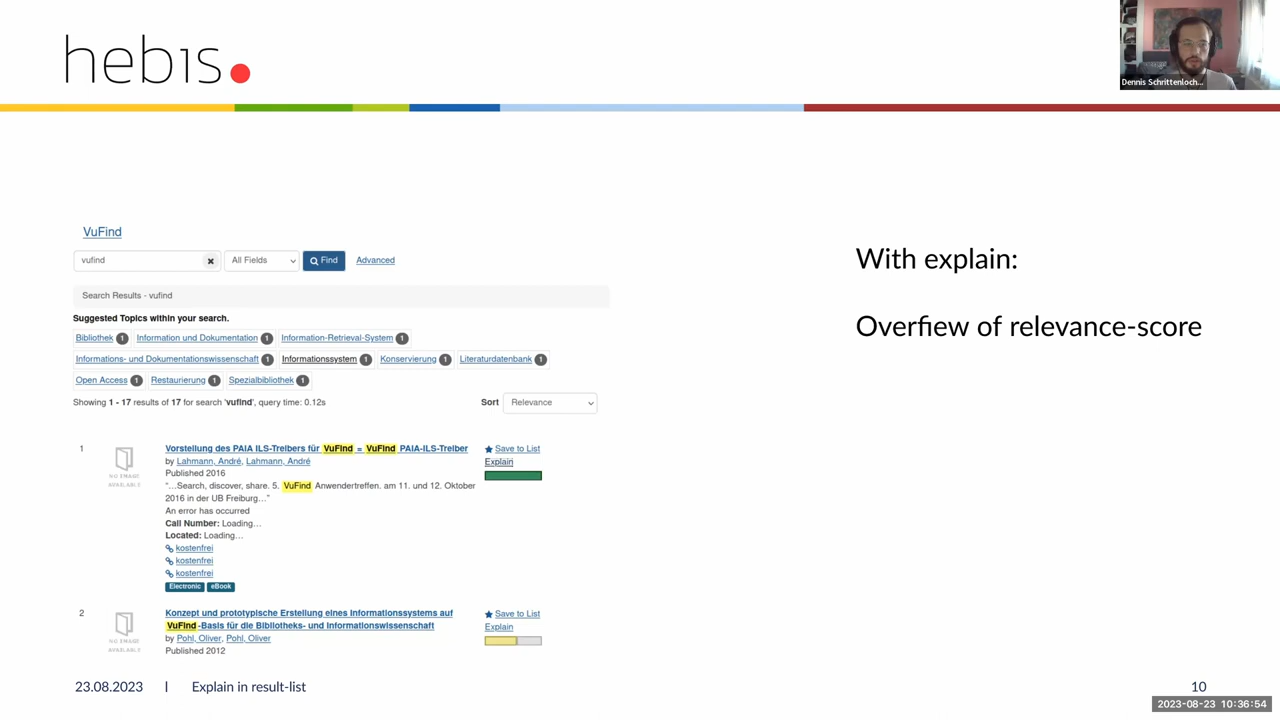 hebis.
Dennis Schrittenloch...
VuFind
vufind
All Fields
Find
Advanced
Search Results - vufind
Suggested Topics within your search.
Bibliothek 1 Information und Dokumentation 1 Information-Retrieval-System 1
Informations- und Dokumentationswissenschaft 1 Informationssystem 1 Konservierung 1 Literaturdatenbank 1
Open Access 1 Restaurierung 1 Spezialbibliothek 1
Showing 1 - 17 results of 17 for search 'vufind', query time: 0.12s
Sort Relevance
1
NO IMAGE
AVAILABLE
Vorstellung des PAIA ILS-Treibers für VuFind = VuFind PAIA-ILS-Treiber
by Lahmann, André, Lahmann, André
Published 2016
“…Search, discover, share. 5. VuFind Anwendertreffen. am 11. und 12. Oktober
2016 in der UB Freiburg…”
An error has occurred
Call Number: Loading…
Located: Loading…
kostenfrei
kostenfrei
kostenfrei
Electronic eBook
Save to List
Explain
2
NO IMAGE
AVAILABLE
Konzept und prototypische Erstellung eines Informationssystems auf
VuFind-Basis für die Bibliotheks- und Informationswissenschaft
by Pohl, Oliver, Pohl, Oliver
Published 2012
Save to List
Explain
With explain:
Overfiew of relevance-score
23.08.2023 | Explain in result-list
10
2023-08-23 10:36:54